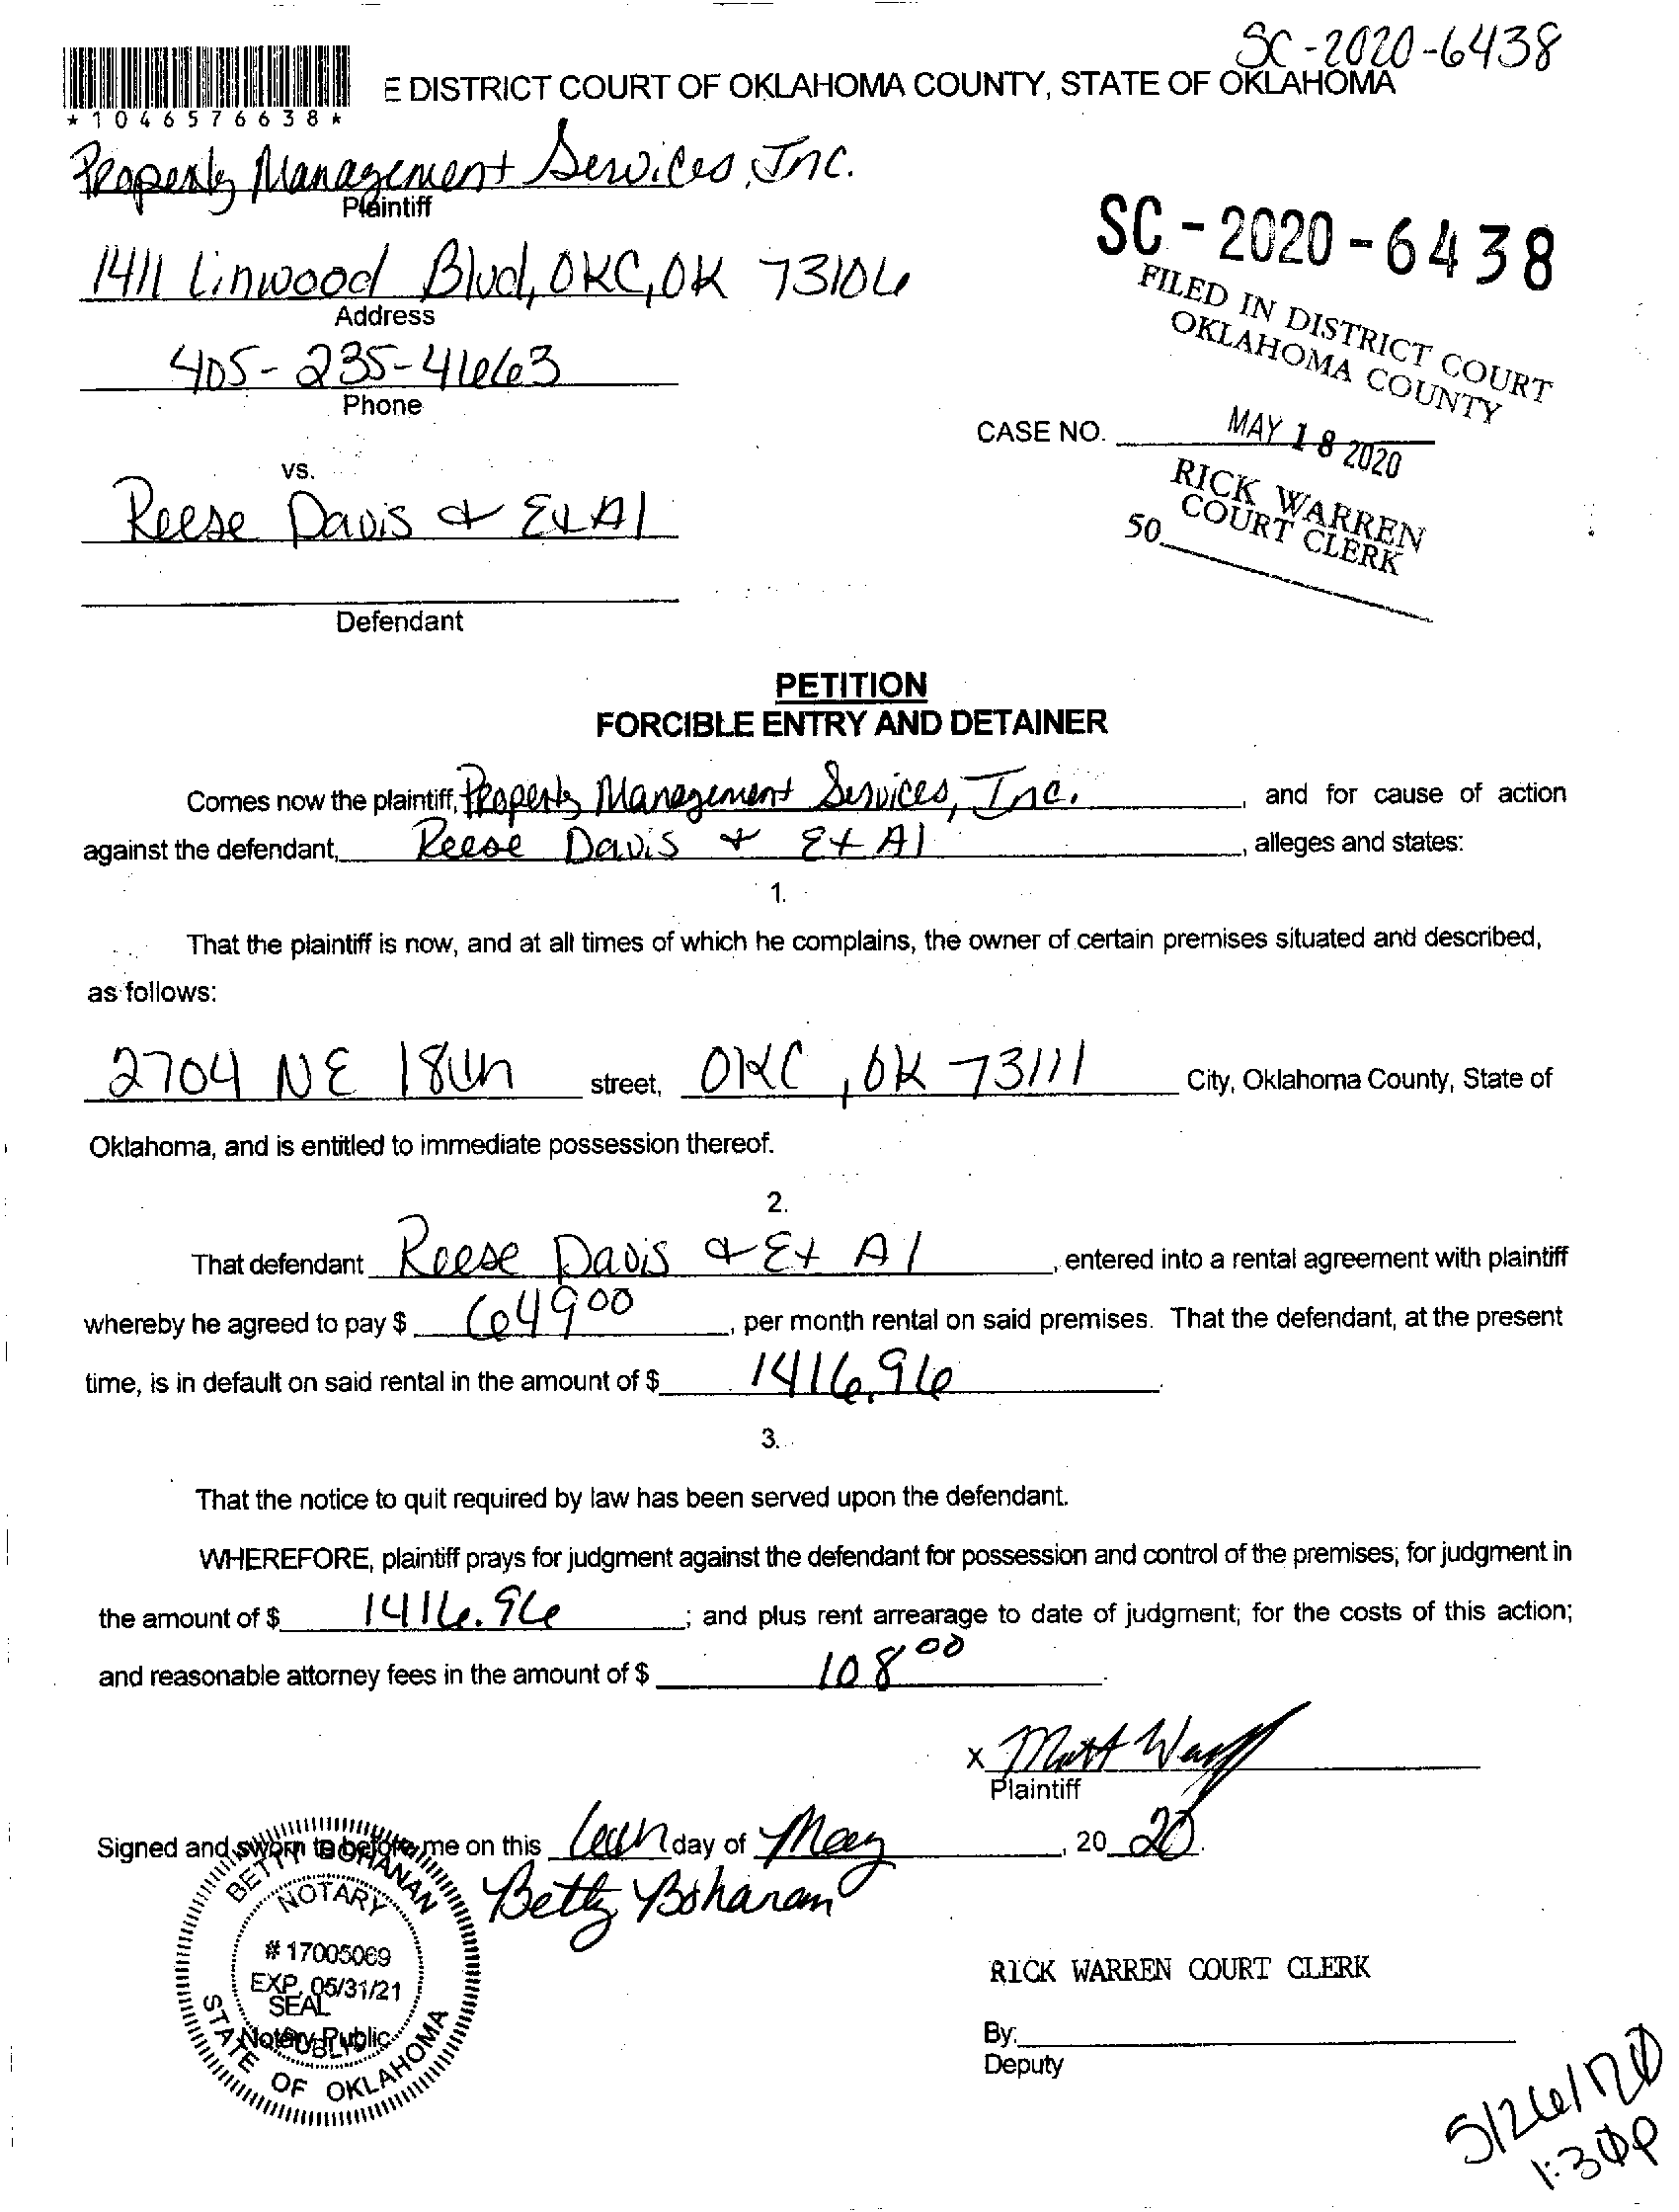 SC-2020-6438
E DISTRICT COURT OF OKLAHOMA COUNTY, STATE OF OKLAHOMA
*1046576638*
Property Management Services, Inc.
Plaintiff
SC-2020-6438
1411 Linwood Blvd, OKC, OK 73106
Address
FILED IN DISTRICT COURT
OKLAHOMA COUNTY
405-235-4663
Phone
CASE NO.
MAY 18 2020
vs.
RICK WARREN
COURT CLERK
Reese Davis & Et Al
50
Defendant
PETITION
FORCIBLE ENTRY AND DETAINER
Comes now the plaintiff, Property Management Services, Inc., and for cause of action
against the defendant, Reese Davis & Et Al, alleges and states:
1.
That the plaintiff is now, and at all times of which he complains, the owner of certain premises situated and described,
as follows:
2704 NE 18th street, OKC, OK 73111 City, Oklahoma County, State of
Oklahoma, and is entitled to immediate possession thereof.
2.
That defendant Reese Davis & Et Al, entered into a rental agreement with plaintiff
whereby he agreed to pay $ 649 00, per month rental on said premises. That the defendant, at the present
time, is in default on said rental in the amount of $ 1416.96.
3.
That the notice to quit required by law has been served upon the defendant.
WHEREFORE, plaintiff prays for judgment against the defendant for possession and control of the premises; for judgment in
the amount of $ 1416.96; and plus rent arrearage to date of judgment; for the costs of this action;
and reasonable attorney fees in the amount of $ 108 00.
x Matt
Plaintiff
Signed and sworn to before me on this day of May, 20 20.
Betty Bohanan
BETTY BOHANAN
NOTARY
# 17005069
EXP. 05/31/21
SEAL
Notary Public
PUBLIC
STATE OF OKLAHOMA
RICK WARREN COURT CLERK
By:
Deputy
5/26/20
1:30p